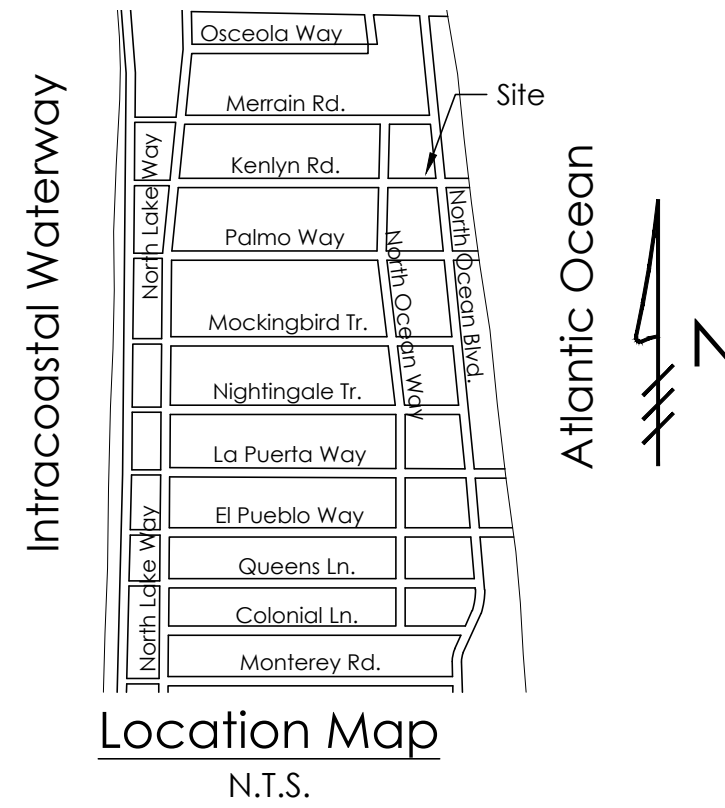 Osceola Way
Merrain Rd.
Site
Kenlyn Rd.
North Lake Way
Palmo Way
North Ocean Way
North Ocean Blvd.
Intracoastal Waterway
Atlantic Ocean
N
Mockingbird Tr.
Nightingale Tr.
La Puerta Way
El Pueblo Way
North Lake Way
Queens Ln.
Colonial Ln.
Monterey Rd.
Location Map
N.T.S.